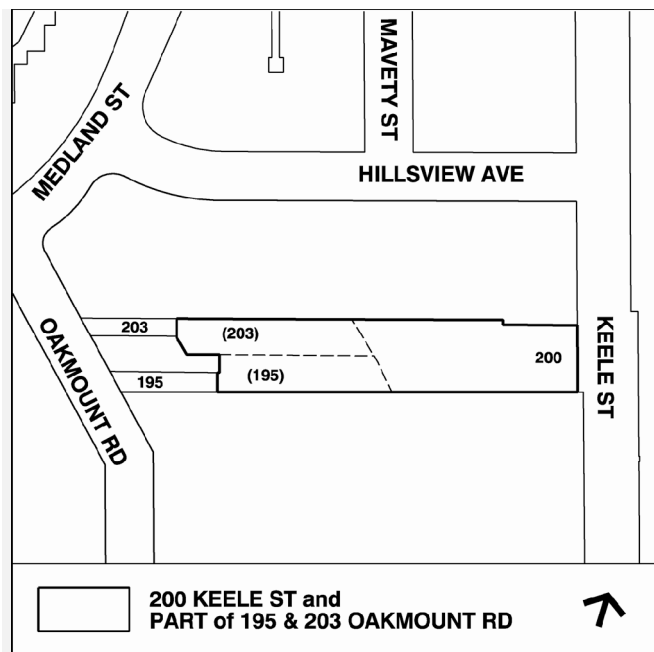 MAVETY ST
MEDLAND ST
HILLSVIEW AVE
203
(203)
OAKMOUNT RD
KEELE ST
200
195
(195)
200 KEELE ST and
PART of 195 & 203 OAKMOUNT RD